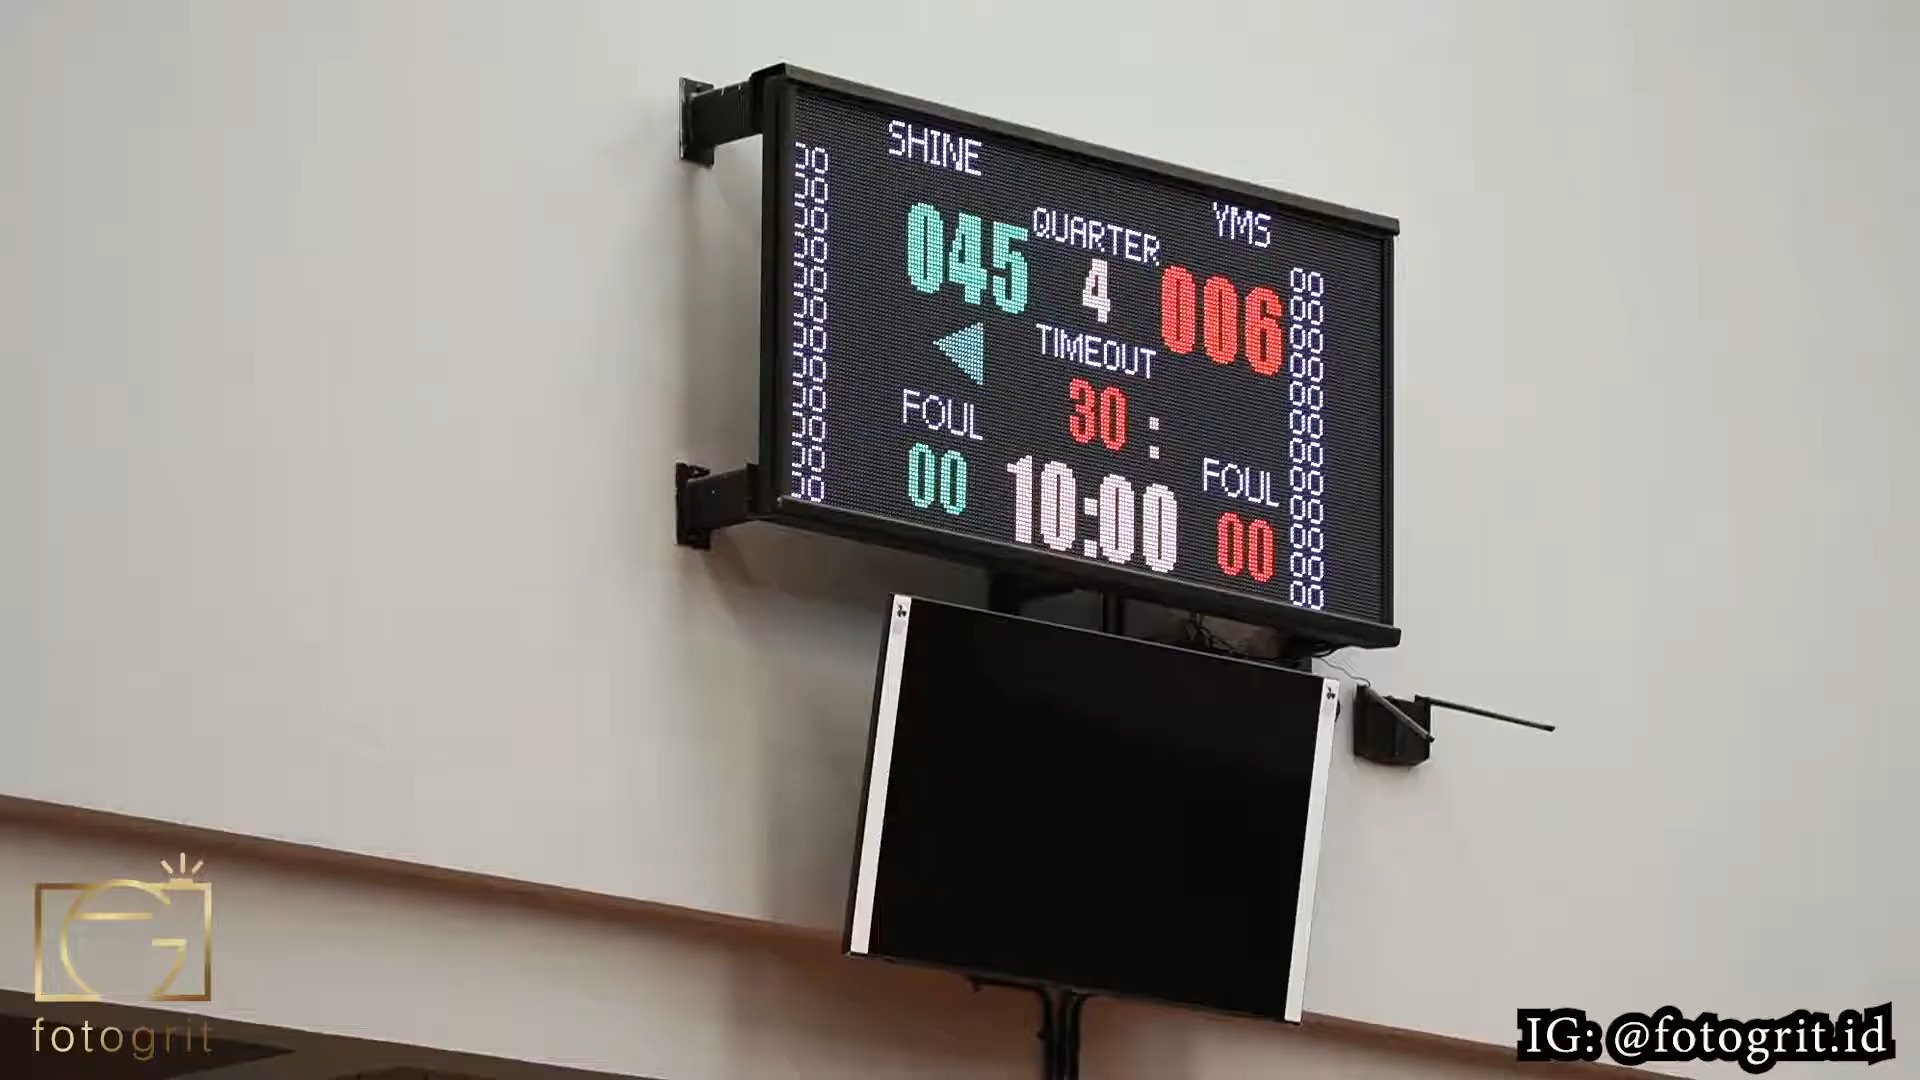 SHINE
YMS
045
QUARTER
4
006
TIMEOUT
30 :
FOUL
00
10:00
FOUL
00
fotogrit
IG: @fotogrit.id